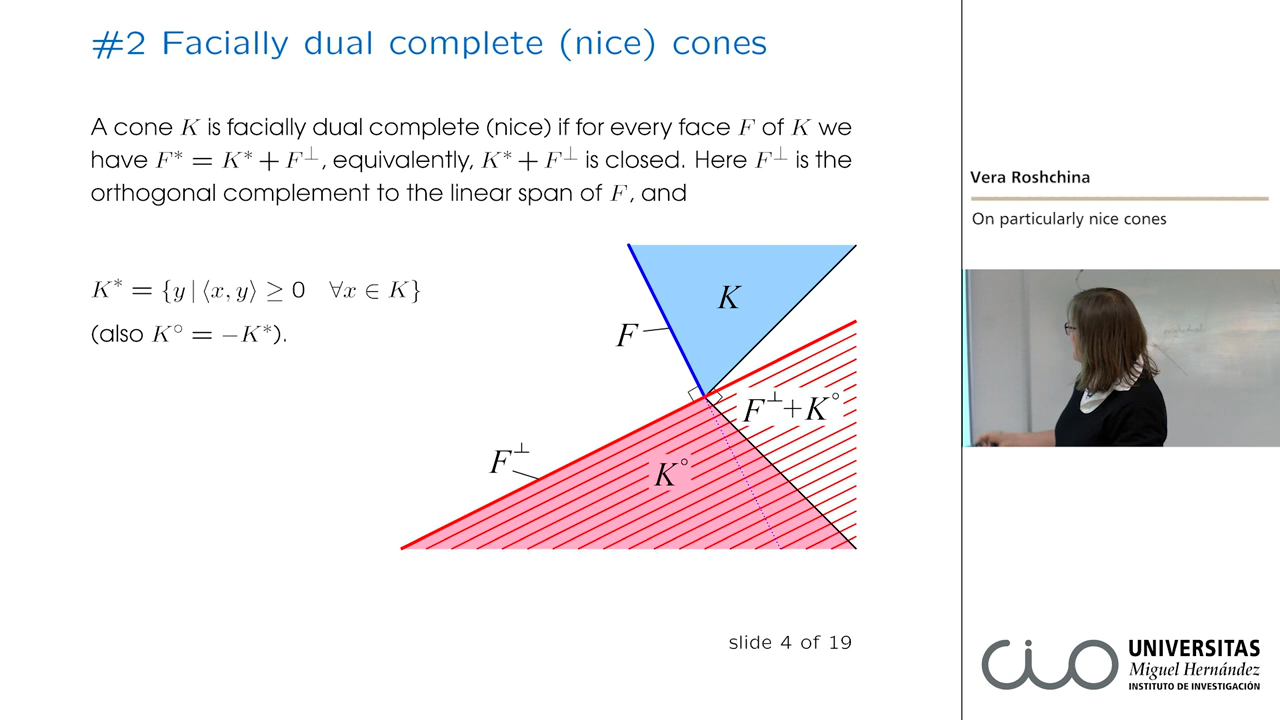 #2 Facially dual complete (nice) cones
A cone K is facially dual complete (nice) if for every face F of K we
have F* = K* + F⊥, equivalently, K* + F⊥ is closed. Here F⊥ is the
orthogonal complement to the linear span of F, and
K* = {y | ⟨x, y⟩ ≥ 0 ∀x ∈ K}
(also K° = −K*).
K
F
F⊥+K°
F⊥
K°
slide 4 of 19
Vera Roshchina
On particularly nice cones
cio
UNIVERSITAS
Miguel Hernández
INSTITUTO DE INVESTIGACIÓN